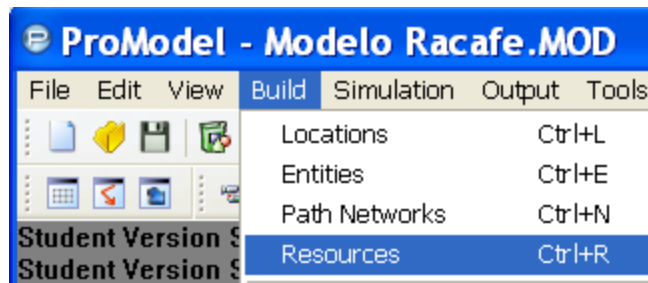 ProModel - Modelo Racafe.MOD
File Edit View Build Simulation Output Tools
Locations Ctrl+L
Entities Ctrl+E
Path Networks Ctrl+N
Student Version S
Resources Ctrl+R
Student Version S